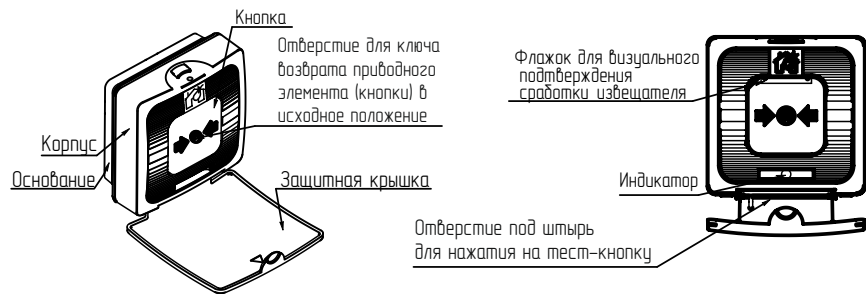 Кнопка
Отверстие для ключа
возврата приводного
элемента (кнопки) в
исходное положение
Корпус
Основание
Защитная крышка
Флажок для визуального
подтверждения
сработки извещателя
Индикатор
Отверстие под штырь
для нажатия на тест-кнопку